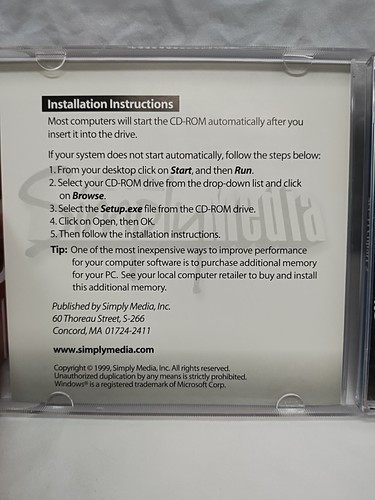 Installation Instructions
Most computers will start the CD-ROM automatically after you
insert it into the drive.
If your system does not start automatically, follow the steps below:
1. From your desktop click on Start, and then Run.
2. Select your CD-ROM drive from the drop-down list and click
on Browse.
3. Select the Setup.exe file from the CD-ROM drive.
4. Click on Open, then OK.
5. Then follow the installation instructions.
Tip: One of the most inexpensive ways to improve performance
for your computer software is to purchase additional memory
for your PC. See your local computer retailer to buy and install
this additional memory.
Published by Simply Media, Inc.
60 Thoreau Street, S-266
Concord, MA 01724-2411
www.simplymedia.com
Copyright © 1999, Simply Media, Inc. All rights reserved.
Unauthorized duplication by any means is strictly prohibited.
Windows® is a registered trademark of Microsoft Corp.
Simply Media